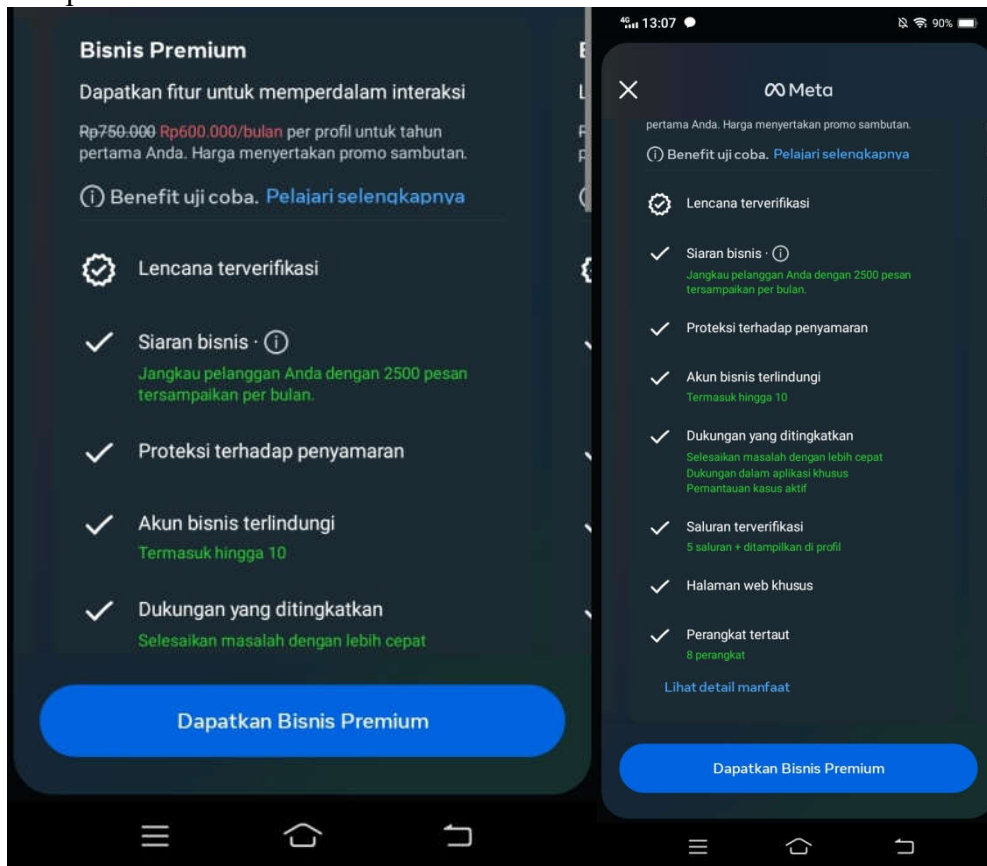 Bisnis Premium
Dapatkan fitur untuk memperdalam interaksi
Rp750.000 Rp600.000/bulan per profil untuk tahun
pertama Anda. Harga menyertakan promo sambutan.
Benefit uji coba. Pelajari selengkapnya
Lencana terverifikasi
Siaran bisnis ·
Jangkau pelanggan Anda dengan 2500 pesan
tersampaikan per bulan.
Proteksi terhadap penyamaran
Akun bisnis terlindungi
Termasuk hingga 10
Dukungan yang ditingkatkan
Selesaikan masalah dengan lebih cepat
Dapatkan Bisnis Premium
4G 13:07 90%
Meta
pertama Anda. Harga menyertakan promo sambutan.
Benefit uji coba. Pelajari selengkapnya
Lencana terverifikasi
Siaran bisnis ·
Jangkau pelanggan Anda dengan 2500 pesan
tersampaikan per bulan.
Proteksi terhadap penyamaran
Akun bisnis terlindungi
Termasuk hingga 10
Dukungan yang ditingkatkan
Selesaikan masalah dengan lebih cepat
Dukungan dalam aplikasi khusus
Pemantauan kasus aktif
Saluran terverifikasi
5 saluran + ditampilkan di profil
Halaman web khusus
Perangkat tertaut
8 perangkat
Lihat detail manfaat
Dapatkan Bisnis Premium